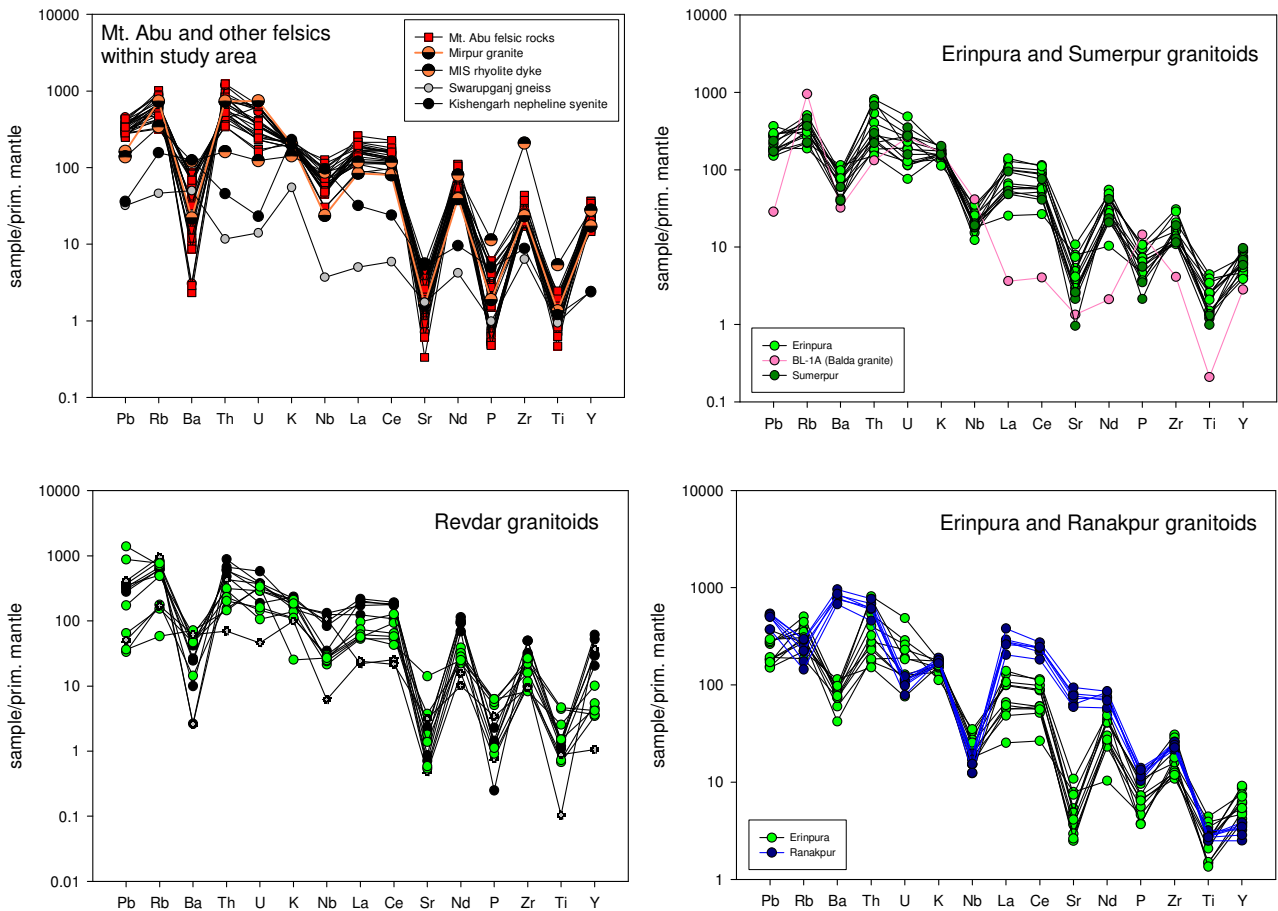 Mt. Abu and other felsics
within study area
Mt. Abu felsic rocks
Mirpur granite
MIS rhyolite dyke
Swarupganj gneiss
Kishengarh nepheline syenite
sample/prim. mantle
10000
1000
100
10
1
0.1
Pb Rb Ba Th U K Nb La Ce Sr Nd P Zr Ti Y
Erinpura and Sumerpur granitoids
sample/prim. mantle
10000
1000
100
10
1
0.1
Erinpura
BL-1A (Balda granite)
Sumerpur
Pb Rb Ba Th U K Nb La Ce Sr Nd P Zr Ti Y
Revdar granitoids
sample/prim. mantle
10000
1000
100
10
1
0.1
0.01
Pb Rb Ba Th U K Nb La Ce Sr Nd P Zr Ti Y
Erinpura and Ranakpur granitoids
sample/prim. mantle
10000
1000
100
10
1
Erinpura
Ranakpur
Pb Rb Ba Th U K Nb La Ce Sr Nd P Zr Ti Y